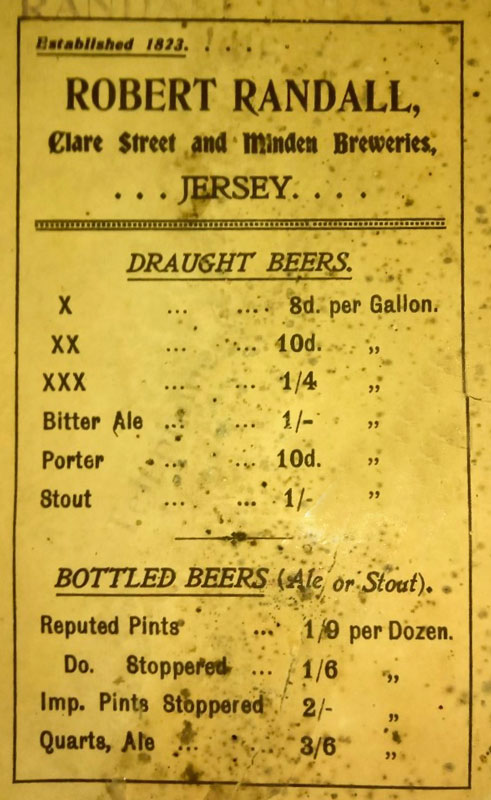 RANDALL
Established 1823. . . . .
ROBERT RANDALL,
Clare Street and Minden Breweries,
. . . JERSEY. . . .
DRAUGHT BEERS.
X ... .... 8d. per Gallon.
XX ... ... 10d. „
XXX ... ... 1/4 „
Bitter Ale ... ... 1/- „
Porter ... ... 10d. „
Stout ... ... 1/- „
BOTTLED BEERS (Ale or Stout).
Reputed Pints ... 1/9 per Dozen.
Do. Stoppered ... 1/6 „
Imp. Pints Stoppered 2/- „
Quarts, Ale ... ... 3/6 „